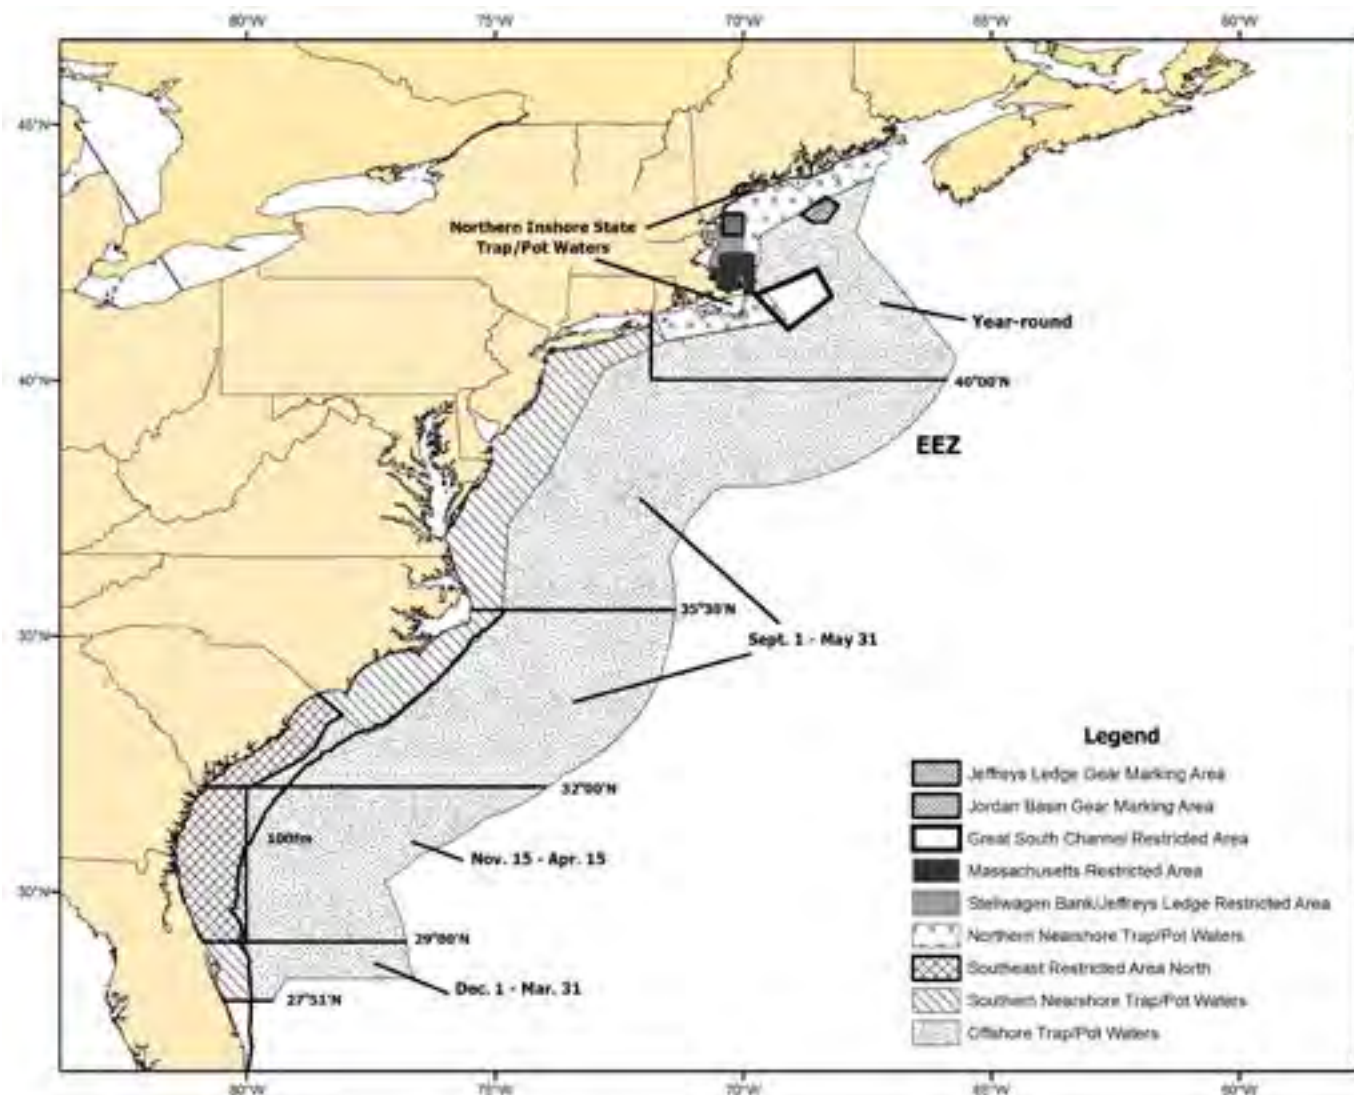 80°W 75°W 70°W 65°W 60°W
45°N
Northern Inshore State
Trap/Pot Waters
Year-round
40°N
40°00'N
EEZ
35°30'N
35°N
Sept. 1 - May 31
Legend
Jeffreys Ledge Gear Marking Area
32°00'N
Jordan Basin Gear Marking Area
100fm
Great South Channel Restricted Area
Nov. 15 - Apr. 15
Massachusetts Restricted Area
30°N
Stellwagen Bank/Jeffreys Ledge Restricted Area
29°00'N
Northern Nearshore Trap/Pot Waters
Southeast Restricted Area North
Dec. 1 - Mar. 31
27°51'N
Southern Nearshore Trap/Pot Waters
Offshore Trap/Pot Waters
80°W 75°W 70°W 65°W 60°W